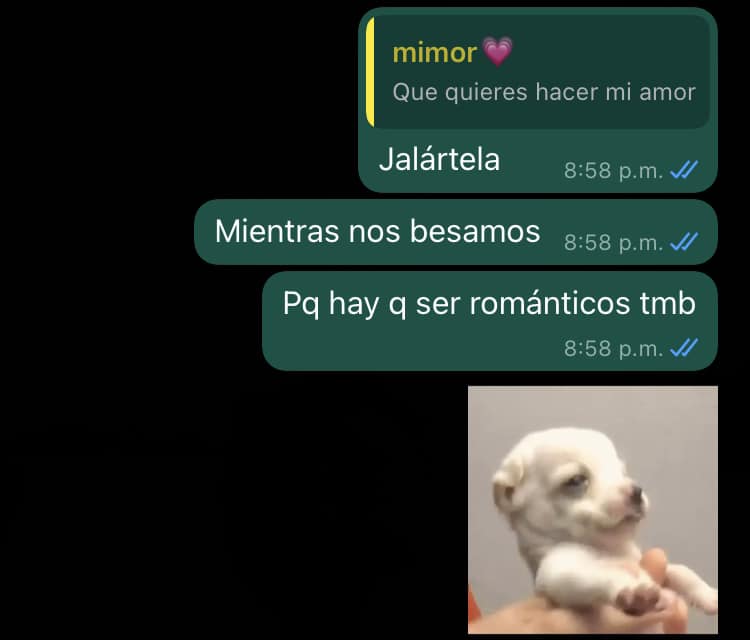 mimor💗
Que quieres hacer mi amor
Jalártela
8:58 p.m.
Mientras nos besamos
8:58 p.m.
Pq hay q ser románticos tmb
8:58 p.m.